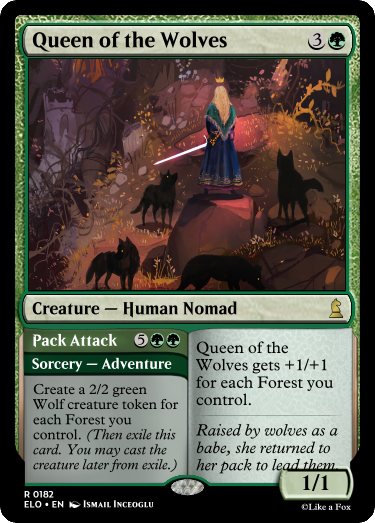 Queen of the Wolves 3
Creature — Human Nomad
Pack Attack 5
Sorcery — Adventure
Create a 2/2 green
Wolf creature token for
each Forest you
control. (Then exile this
card. You may cast the
creature later from exile.)
Queen of the
Wolves gets +1/+1
for each Forest you
control.
Raised by wolves as a
babe, she returned to
her pack to lead them.
1/1
R 0182
ELO • EN Ismail Inceoglu
©Like a Fox